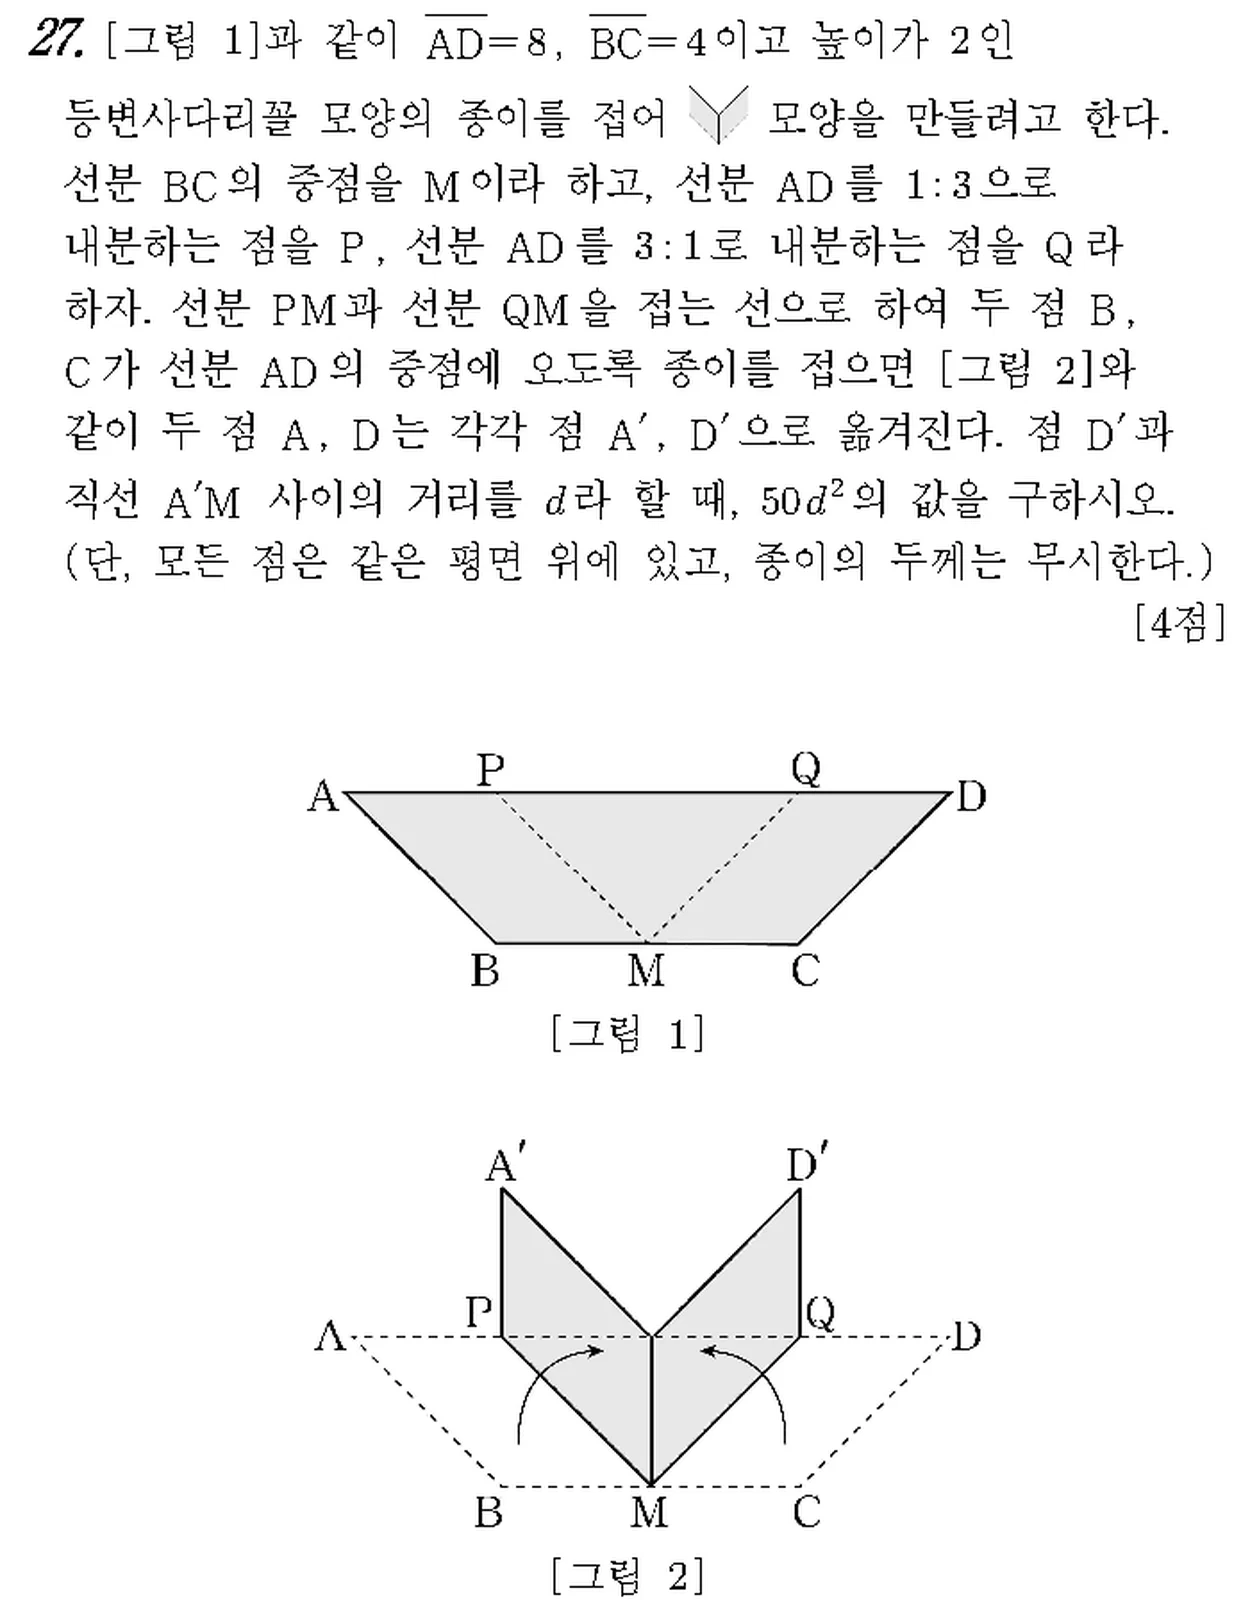 27. [그림 1]과 같이 AD=8, BC=4이고 높이가 2인
등변사다리꼴 모양의 종이를 접어 모양을 만들려고 한다.
선분 BC의 중점을 M이라 하고, 선분 AD를 1:3으로
내분하는 점을 P, 선분 AD를 3:1로 내분하는 점을 Q라
하자. 선분 PM과 선분 QM을 접는 선으로 하여 두 점 B,
C가 선분 AD의 중점에 오도록 종이를 접으면 [그림 2]와
같이 두 점 A, D는 각각 점 A′, D′으로 옮겨진다. 점 D′과
직선 A′M 사이의 거리를 d라 할 때, 50d²의 값을 구하시오.
(단, 모든 점은 같은 평면 위에 있고, 종이의 두께는 무시한다.)
[4점]
P Q
A D
B M C
[그림 1]
A′ D′
P Q
A D
B M C
[그림 2]